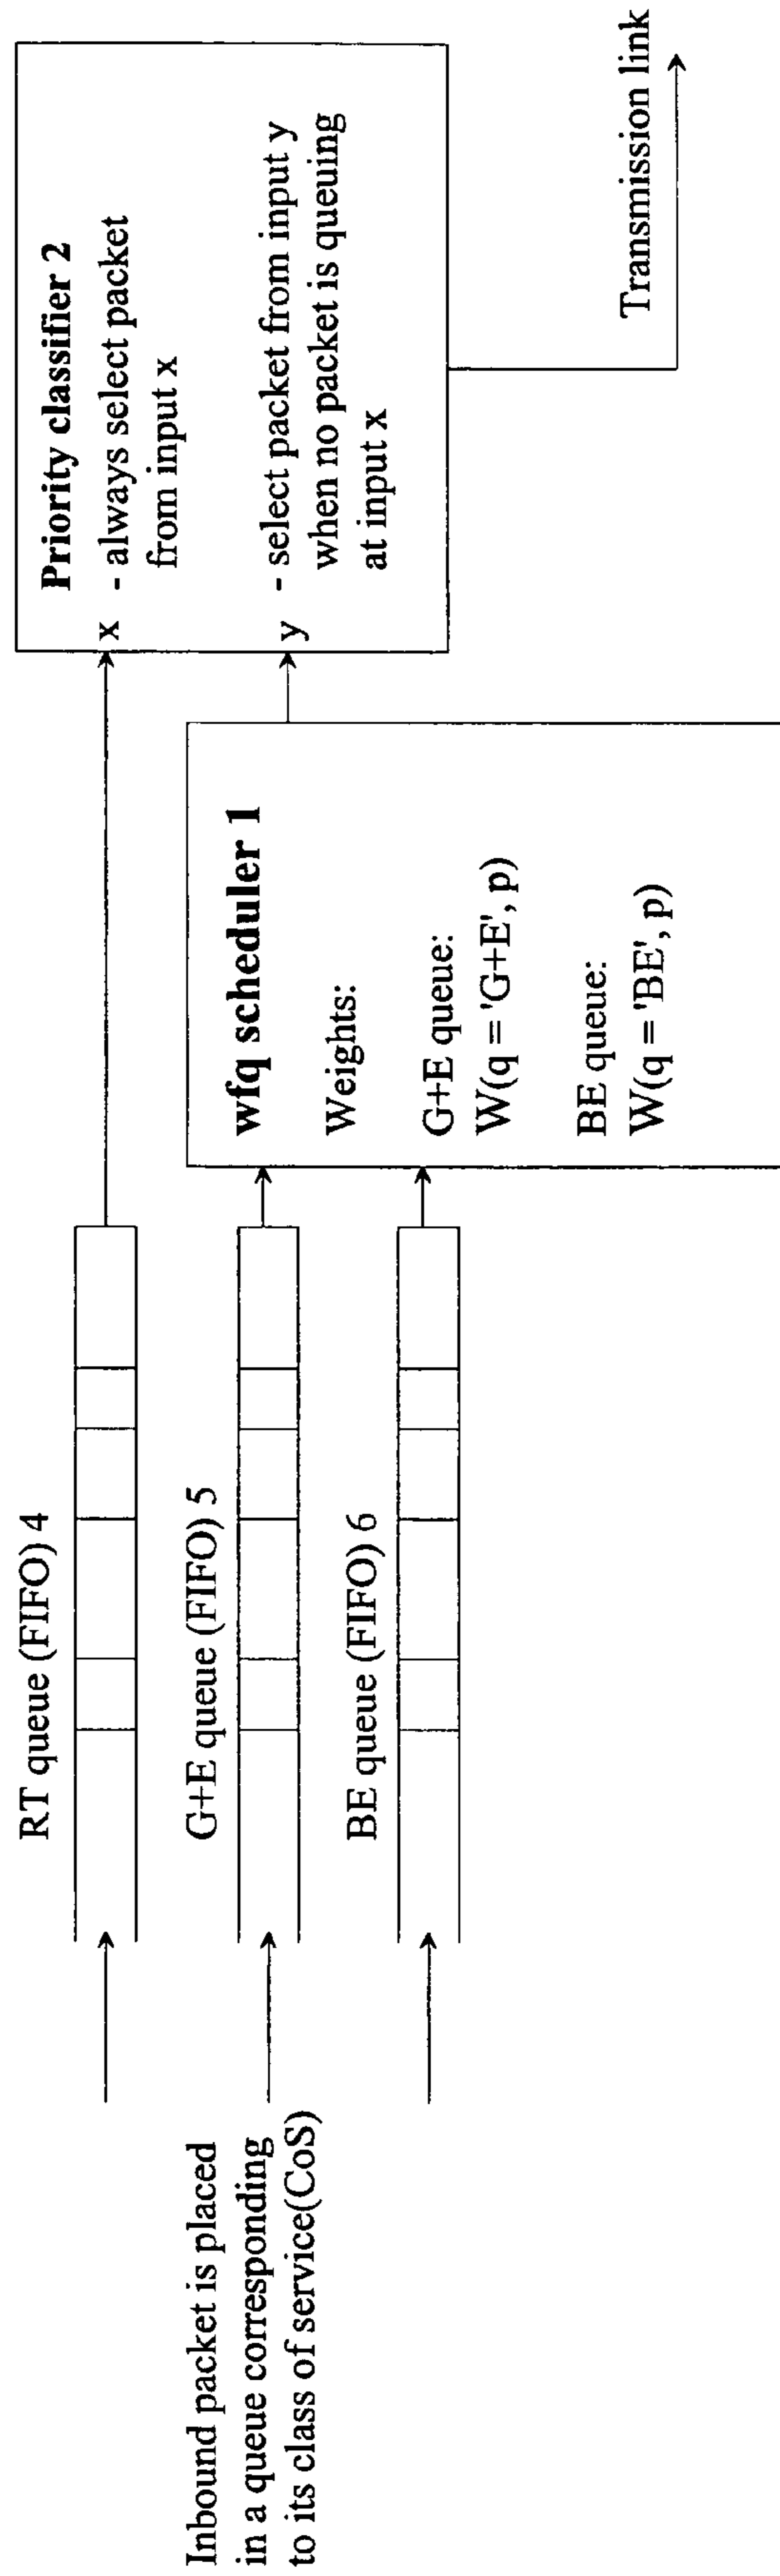 Inbound packet is placed
in a queue corresponding
to its class of service(CoS)
RT queue (FIFO) 4
G+E queue (FIFO) 5
BE queue (FIFO) 6
wfq scheduler 1
Weights:
G+E queue:
W(q = 'G+E', p)
BE queue:
W(q = 'BE', p)
Priority classifier 2
x - always select packet
from input x
y - select packet from input y
when no packet is queuing
at input x
Transmission link